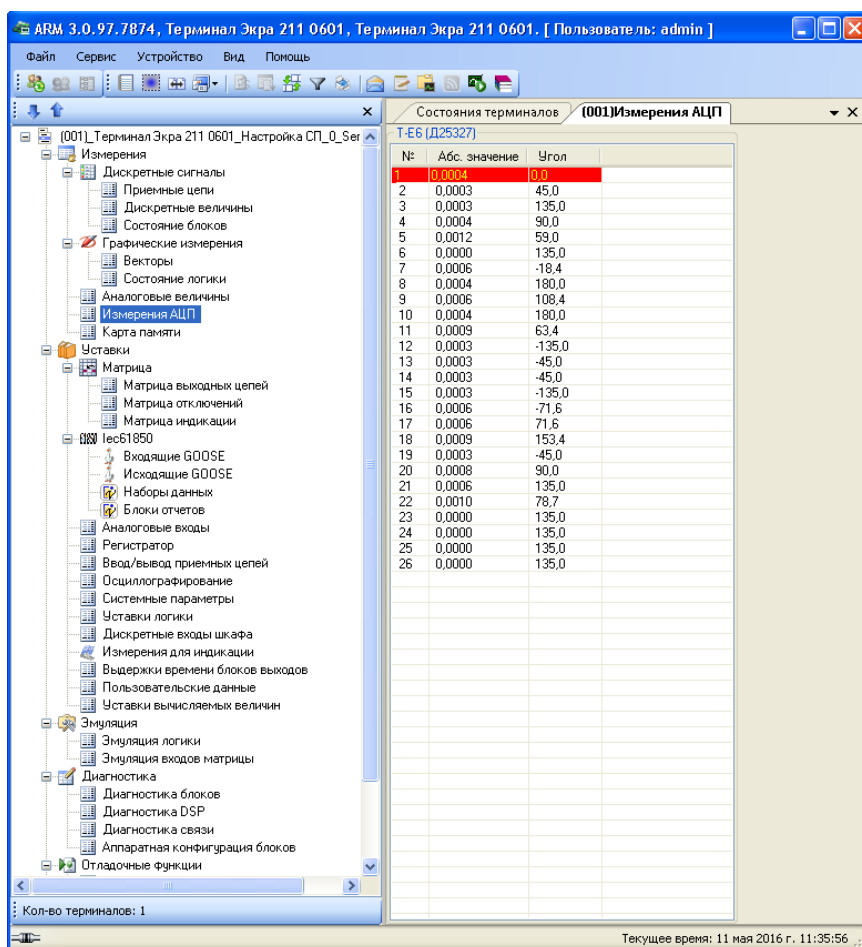 ARM 3.0.97.7874, Терминал Экра 211 0601, Терминал Экра 211 0601. [ Пользователь: admin ]
Файл Сервис Устройство Вид Помощь
Состояния терминалов (001)Измерения АЦП
(001)_Терминал Экра 211 0601_Настройка СП_0_Ser
Измерения
Дискретные сигналы
Приемные цепи
Дискретные величины
Состояние блоков
Графические измерения
Векторы
Состояние логики
Аналоговые величины
Измерения АЦП
Карта памяти
Уставки
Матрица
Матрица выходных цепей
Матрица отключений
Матрица индикации
Iec61850
Входящие GOOSE
Исходящие GOOSE
Наборы данных
Блоки отчетов
Аналоговые входы
Регистратор
Ввод/вывод приемных цепей
Осциллографирование
Системные параметры
Уставки логики
Дискретные входы шкафа
Измерения для индикации
Выдержки времени блоков выходов
Пользовательские данные
Уставки вычисляемых величин
Эмуляция
Эмуляция логики
Эмуляция входов матрицы
Диагностика
Диагностика блоков
Диагностика DSP
Диагностика связи
Аппаратная конфигурация блоков
Отладочные функции
Кол-во терминалов: 1
T-E6 (Д25327)
№ Абс. значение Угол
1 0,0004 0,0
2 0,0003 45,0
3 0,0003 135,0
4 0,0004 90,0
5 0,0012 59,0
6 0,0000 135,0
7 0,0006 -18,4
8 0,0004 180,0
9 0,0006 108,4
10 0,0004 180,0
11 0,0009 63,4
12 0,0003 -135,0
13 0,0003 -45,0
14 0,0003 -45,0
15 0,0003 -135,0
16 0,0006 -71,6
17 0,0006 71,6
18 0,0009 153,4
19 0,0003 -45,0
20 0,0008 90,0
21 0,0006 135,0
22 0,0010 78,7
23 0,0000 135,0
24 0,0000 135,0
25 0,0000 135,0
26 0,0000 135,0
Текущее время: 11 мая 2016 г. 11:35:56